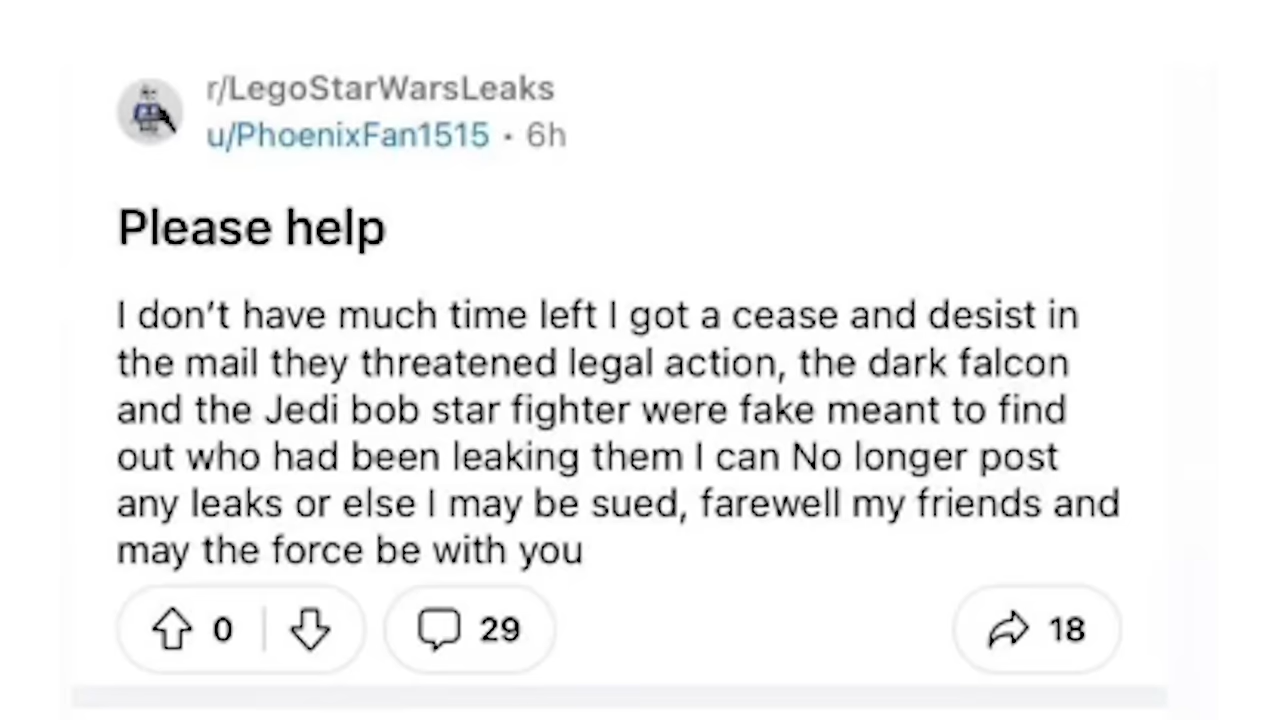 r/LegoStarWarsLeaks
u/PhoenixFan1515 • 6h
Please help
I don’t have much time left I got a cease and desist in
the mail they threatened legal action, the dark falcon
and the Jedi bob star fighter were fake meant to find
out who had been leaking them I can No longer post
any leaks or else I may be sued, farewell my friends and
may the force be with you
0 29 18